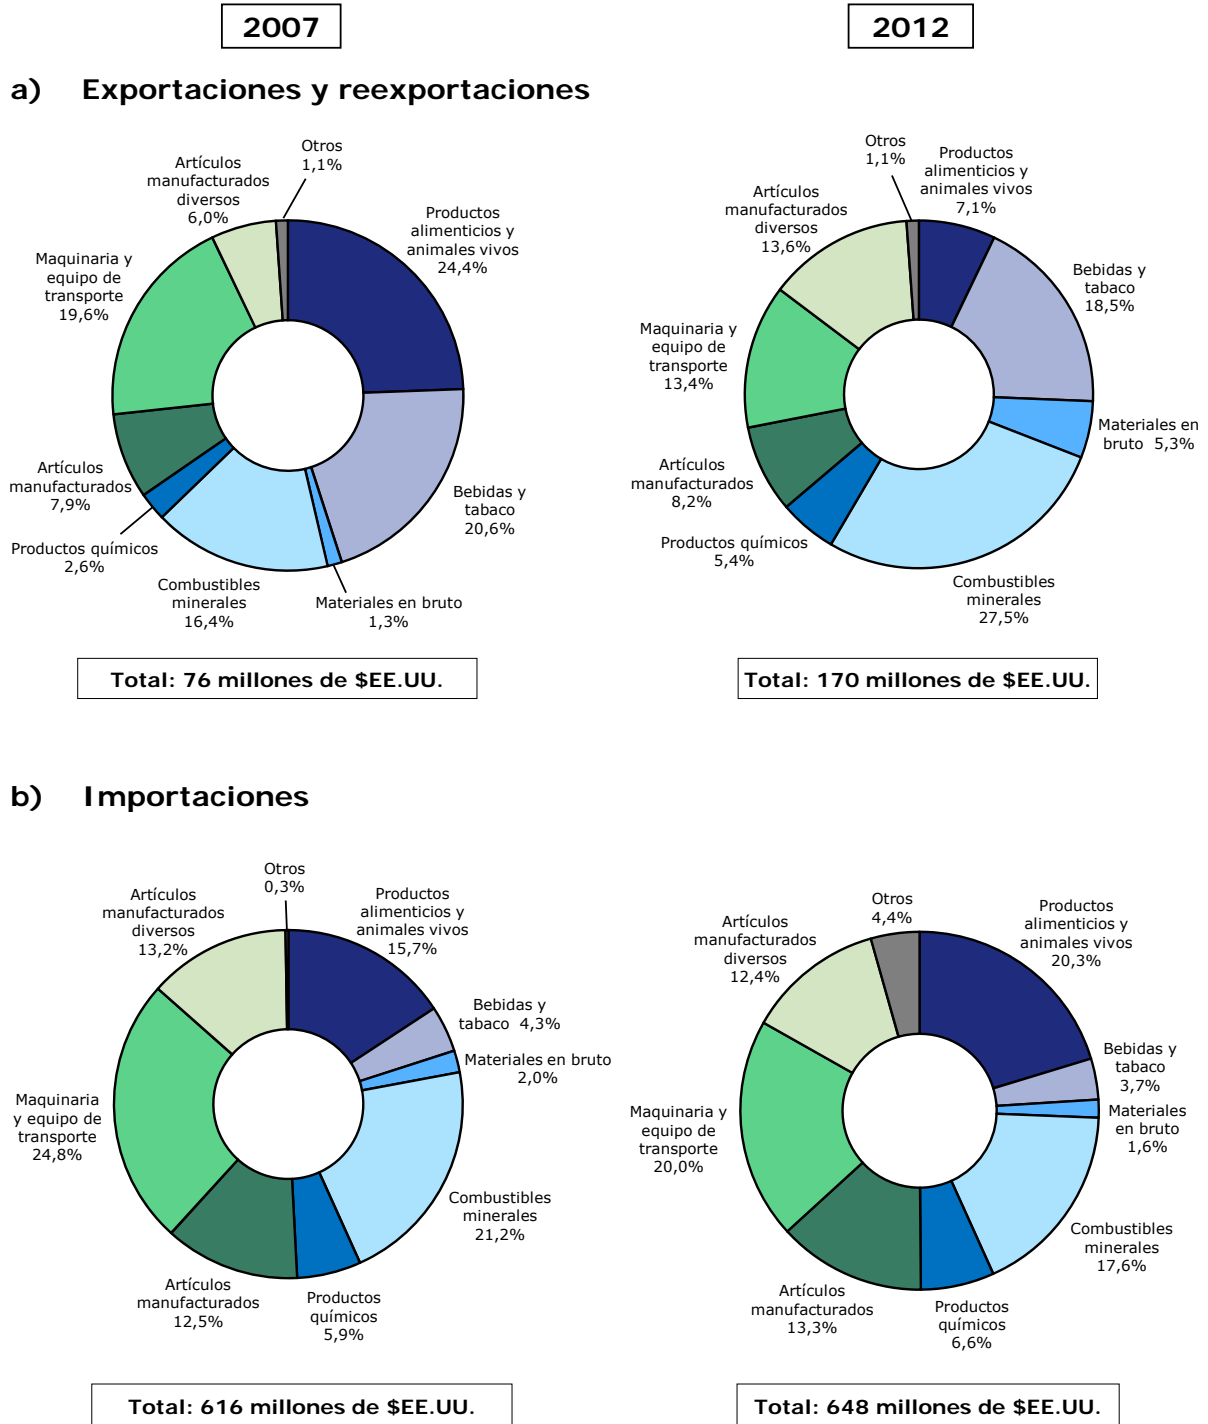 2007
2012
a) Exportaciones y reexportaciones
Otros
1,1%
Artículos
manufacturados
diversos
6,0%
Productos
alimenticios y
animales vivos
24,4%
Maquinaria y
equipo de
transporte
19,6%
Artículos
manufacturados
7,9%
Bebidas y
tabaco
20,6%
Productos químicos
2,6%
Combustibles
minerales
16,4%
Materiales en bruto
1,3%
Total: 76 millones de $EE.UU.
Otros
1,1%
Productos
alimenticios y
animales vivos
7,1%
Artículos
manufacturados
diversos
13,6%
Bebidas y
tabaco
18,5%
Maquinaria y
equipo de
transporte
13,4%
Materiales en
bruto 5,3%
Artículos
manufacturados
8,2%
Productos químicos
5,4%
Combustibles
minerales
27,5%
Total: 170 millones de $EE.UU.
b) Importaciones
Otros
0,3%
Artículos
manufacturados
diversos
13,2%
Productos
alimenticios y
animales vivos
15,7%
Bebidas y
tabaco 4,3%
Materiales en bruto
2,0%
Maquinaria
y equipo de
transporte
24,8%
Combustibles
minerales
21,2%
Artículos
manufacturados
12,5%
Productos
químicos
5,9%
Total: 616 millones de $EE.UU.
Otros
4,4%
Productos
alimenticios y
animales vivos
20,3%
Artículos
manufacturados
diversos
12,4%
Bebidas y
tabaco
3,7%
Materiales
en bruto
1,6%
Maquinaria y
equipo de
transporte
20,0%
Combustibles
minerales
17,6%
Artículos
manufacturados
13,3%
Productos
químicos
6,6%
Total: 648 millones de $EE.UU.